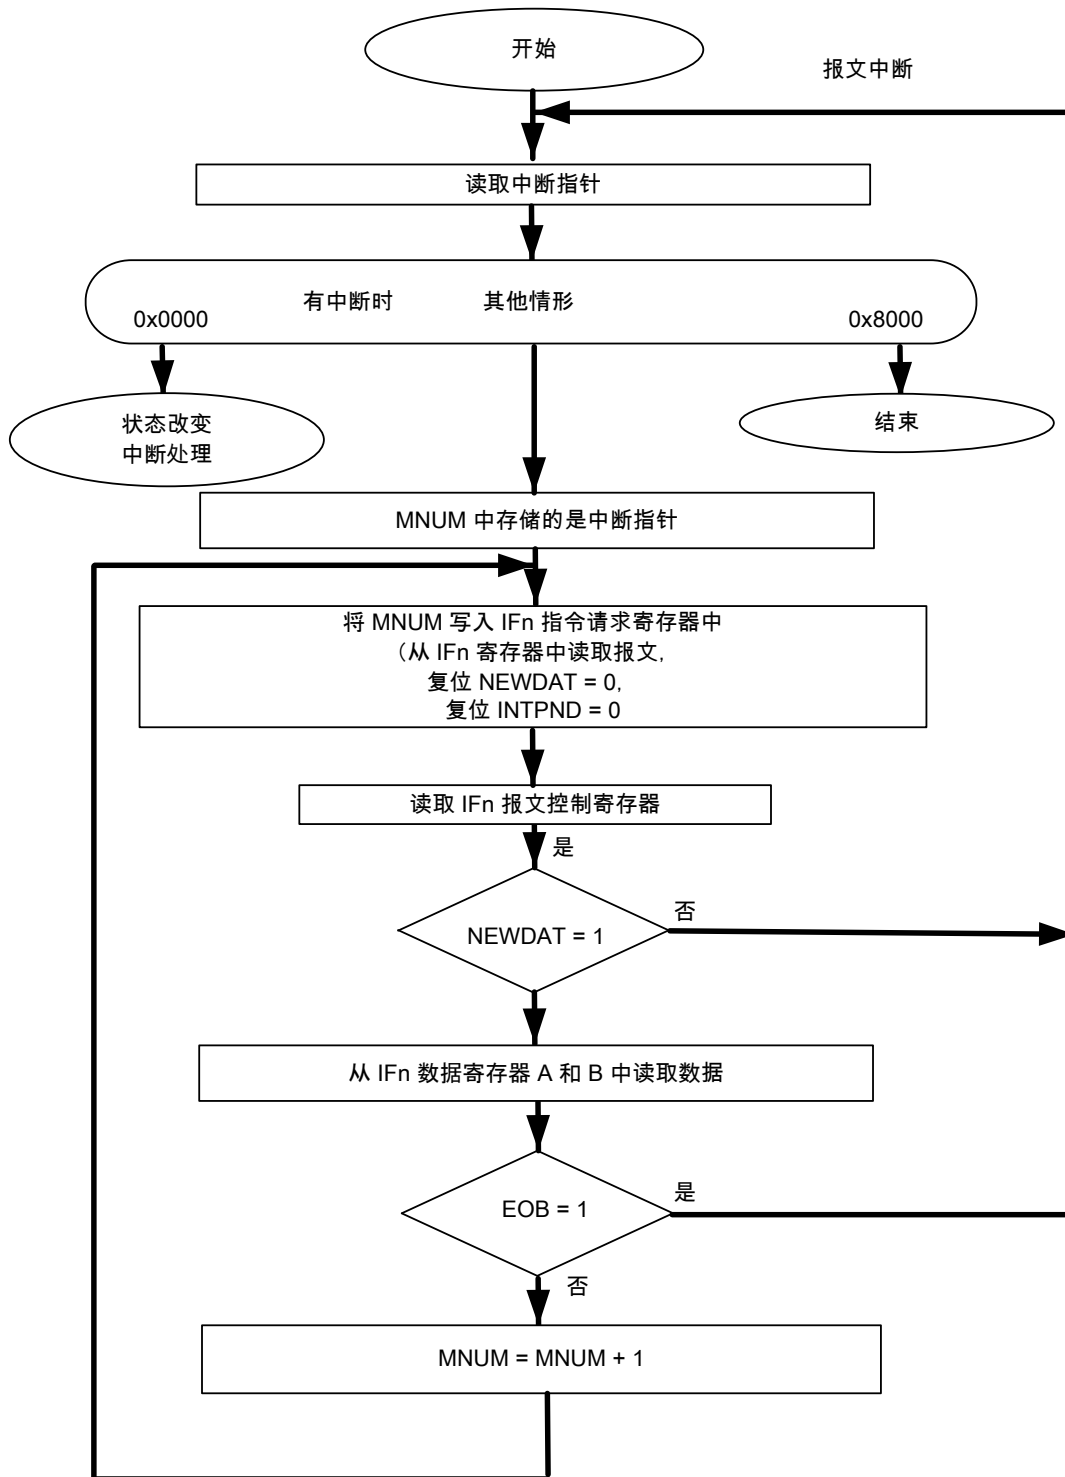 开始
报文中断
读取中断指针
有中断时 其他情形
0x0000 0x8000
状态改变
中断处理
结束
MNUM 中存储的是中断指针
将 MNUM 写入 IFn 指令请求寄存器中
（从 IFn 寄存器中读取报文,
复位 NEWDAT = 0,
复位 INTPND = 0
读取 IFn 报文控制寄存器
是
否
NEWDAT = 1
从 IFn 数据寄存器 A 和 B 中读取数据
是
EOB = 1
否
MNUM = MNUM + 1